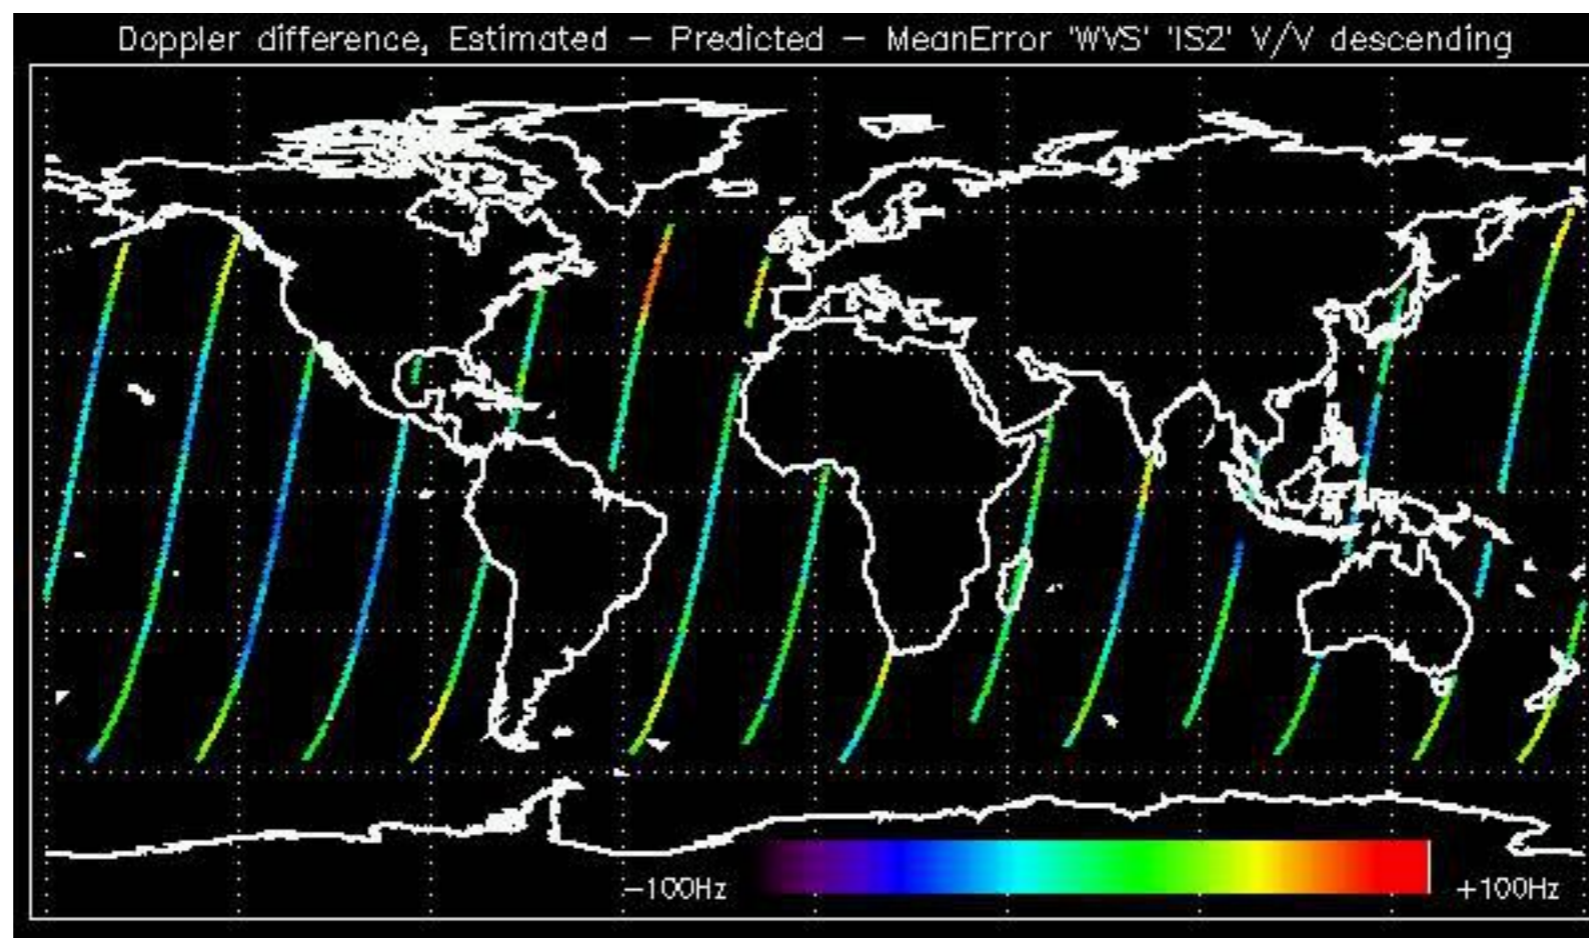 Doppler difference, Estimated – Predicted – MeanError 'WVS' 'IS2' V/V descending
–100Hz
+100Hz